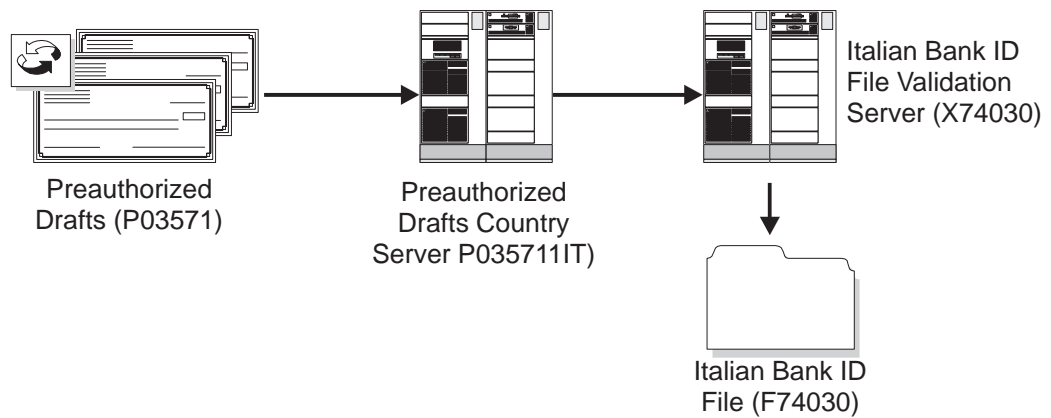 Preauthorized
Drafts (P03571)
Preauthorized
Drafts Country
Server P035711IT)
Italian Bank ID
File Validation
Server (X74030)
Italian Bank ID
File (F74030)